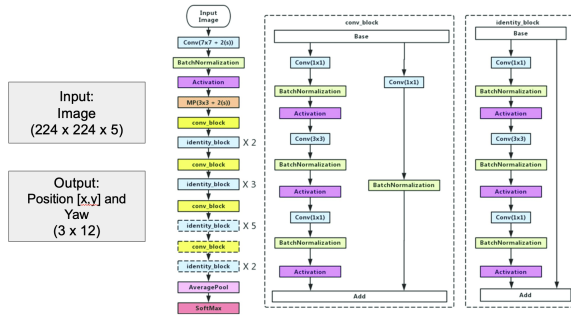 Input:
Image
(224 x 224 x 5)
Output:
Position [x,y] and
Yaw
(3 x 12)
Input
Image
Conv(7x7 + 2(s))
BatchNormalization
Activation
MP(3x3 + 2(s))
conv_block
identity_block X 2
conv_block
identity_block X 3
conv_block
identity_block X 5
conv_block
identity_block X 2
AveragePool
SoftMax
conv_block
Base
Conv(1x1)
BatchNormalization
Activation
Conv(3x3)
BatchNormalization
Activation
Conv(1x1)
BatchNormalization
Activation
Conv(1x1)
BatchNormalization
Add
identity_block
Base
Conv(1x1)
BatchNormalization
Activation
Conv(3x3)
BatchNormalization
Activation
Conv(1x1)
BatchNormalization
Activation
Add